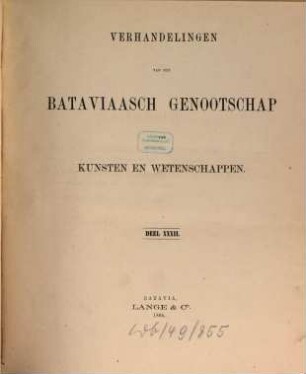 VERHANDELINGEN
VAN HET
BATAVIAASCH GENOOTSCHAP
KUNSTEN EN WETENSCHAPPEN.
DEEL XXXII.
BATAVIA,
LANGE & Co.